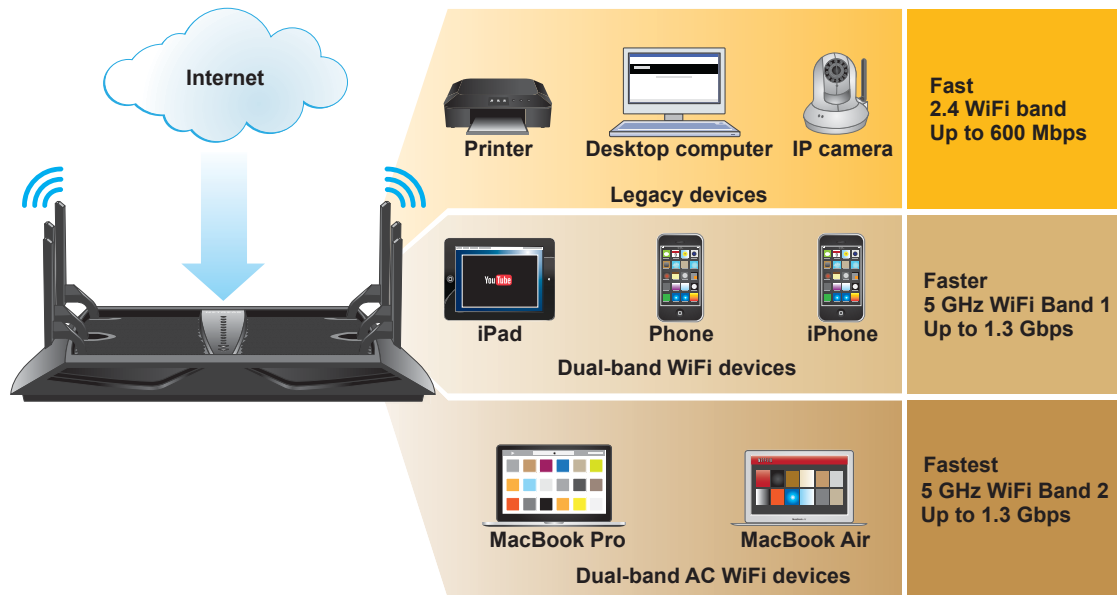 Internet
Printer
Desktop computer
IP camera
Legacy devices
Fast
2.4 WiFi band
Up to 600 Mbps
You Tube
iPad
Phone
iPhone
Dual-band WiFi devices
Faster
5 GHz WiFi Band 1
Up to 1.3 Gbps
MacBook Pro
MacBook Air
Dual-band AC WiFi devices
Fastest
5 GHz WiFi Band 2
Up to 1.3 Gbps